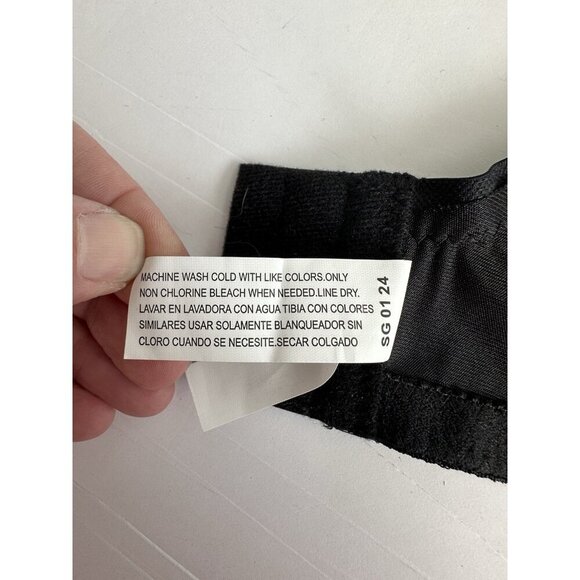 MACHINE WASH COLD WITH LIKE COLORS.ONLY
NON CHLORINE BLEACH WHEN NEEDED.LINE DRY.
LAVAR EN LAVADORA CON AGUA TIBIA CON COLORES
SIMILARES USAR SOLAMENTE BLANQUEADOR SIN
CLORO CUANDO SE NECESITE.SECAR COLGADO
SG 01 24